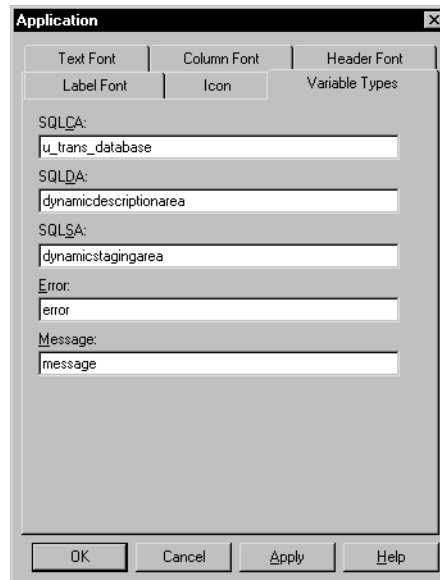 Application
Text Font Column Font Header Font
Label Font Icon Variable Types
SQLCA:
u_trans_database
SQLDA:
dynamicdescriptionarea
SQLSA:
dynamicstagingarea
Error:
error
Message:
message
OK Cancel Apply Help